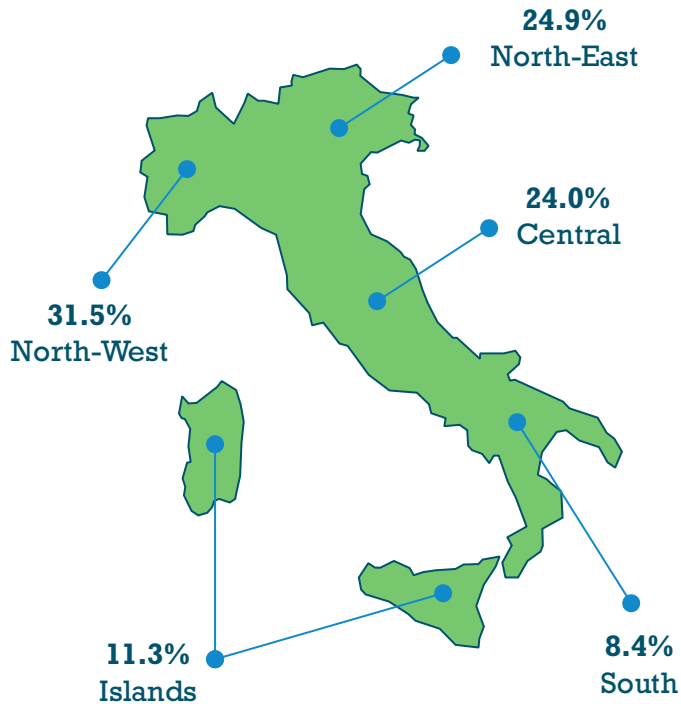 24.9%
North-East
24.0%
Central
31.5%
North-West
11.3%
Islands
8.4%
South